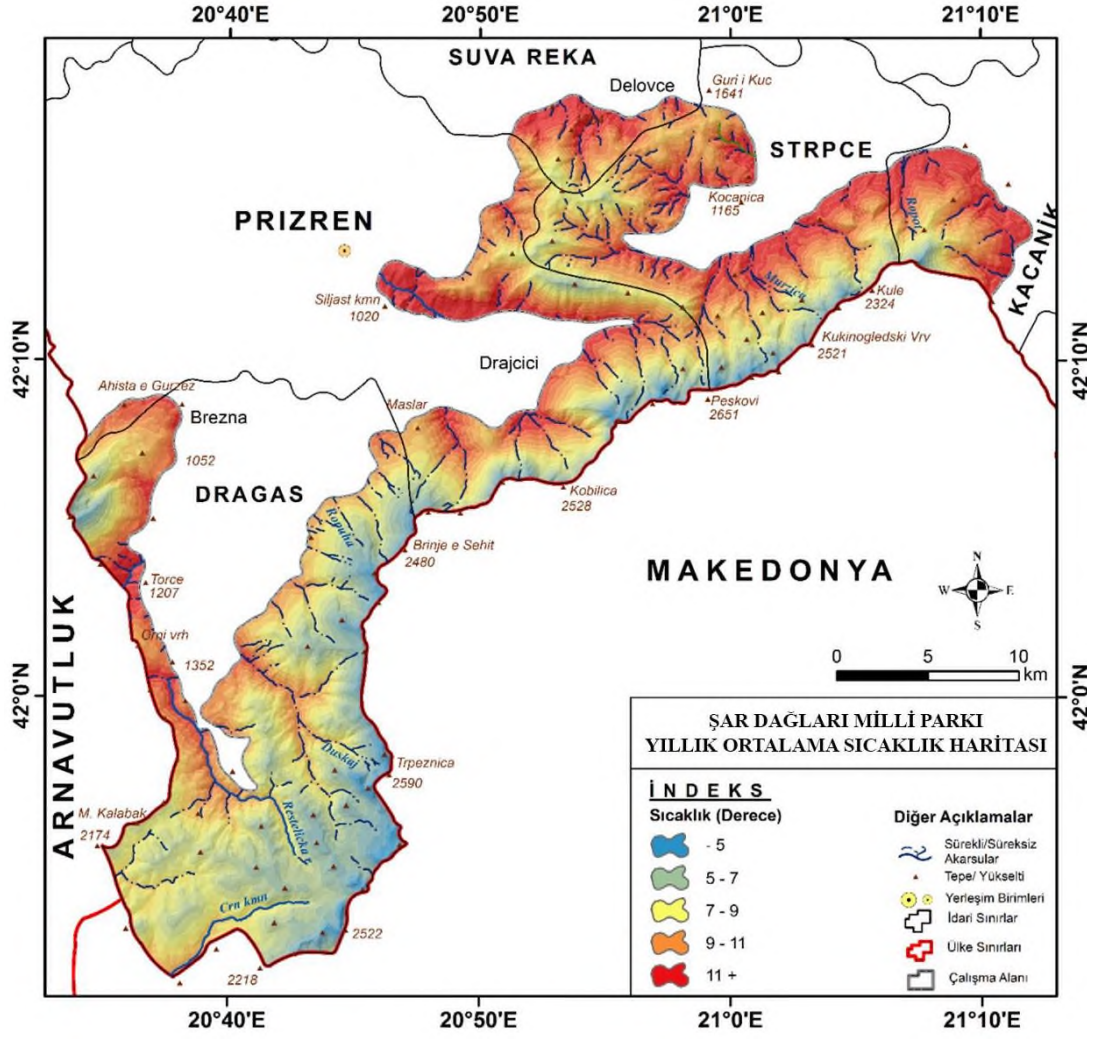 20°40'E
20°50'E
21°0'E
21°10'E
SUVA REKA
Delovce
Guri i Kuc
1641
STRPCE
Kocanica
1165
PRIZREN
Siljast kmn
1020
Ropot
KACANİK
Murzica
Kule
2324
Kukinogledski Vrv
2521
42°10'N
42°10'N
Drajcici
Peskovi
2651
Ahista e Gurzez
Brezna
Maslar
1052
DRAGAS
Kobilica
2528
Ropuha
Brinje e Sehit
2480
MAKEDONYA
N
W
E
S
Torce
1207
ARNAVUTLUK
Orni vrh
1352
0
5
10
km
42°0'N
42°0'N
ŞAR DAĞLARI MİLLİ PARKI
YILLIK ORTALAMA SICAKLIK HARİTASI
Duskaj
Trpeznica
2590
M. Kalabak
2174
Restelicka
Crn kmn
2522
2218
İNDEKS
Sıcaklık (Derece)
- 5
5 - 7
7 - 9
9 - 11
11 +
Diğer Açıklamalar
Sürekli/Süreksiz
Akarsular
Tepe/ Yükselti
Yerleşim Birimleri
İdari Sınırlar
Ülke Sınırları
Çalışma Alanı
20°40'E
20°50'E
21°0'E
21°10'E